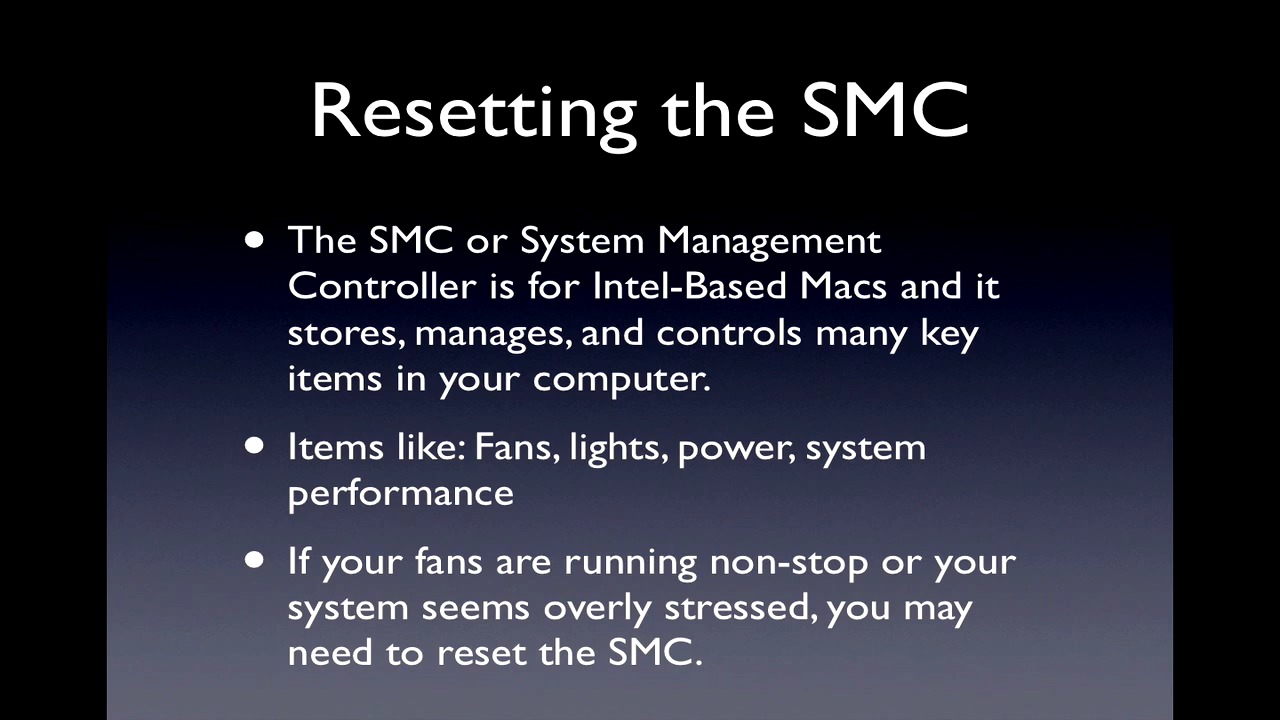 Resetting the SMC
• The SMC or System Management
Controller is for Intel-Based Macs and it
stores, manages, and controls many key
items in your computer.
• Items like: Fans, lights, power, system
performance
• If your fans are running non-stop or your
system seems overly stressed, you may
need to reset the SMC.